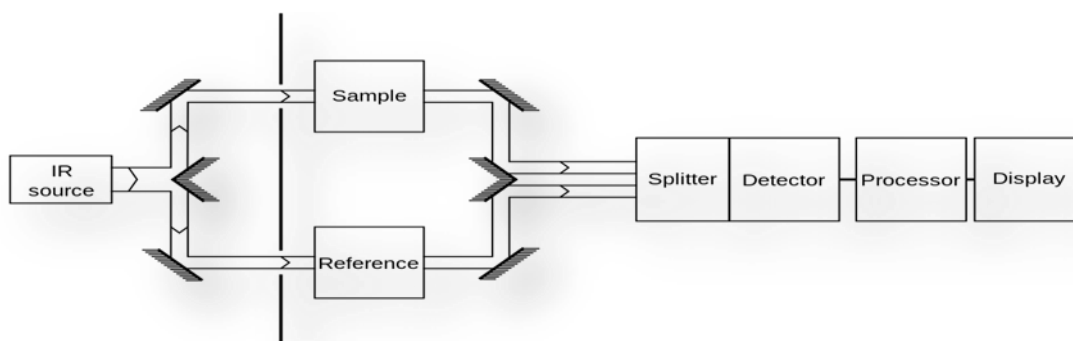 IR
source
Sample
Reference
Splitter
Detector
Processor
Display